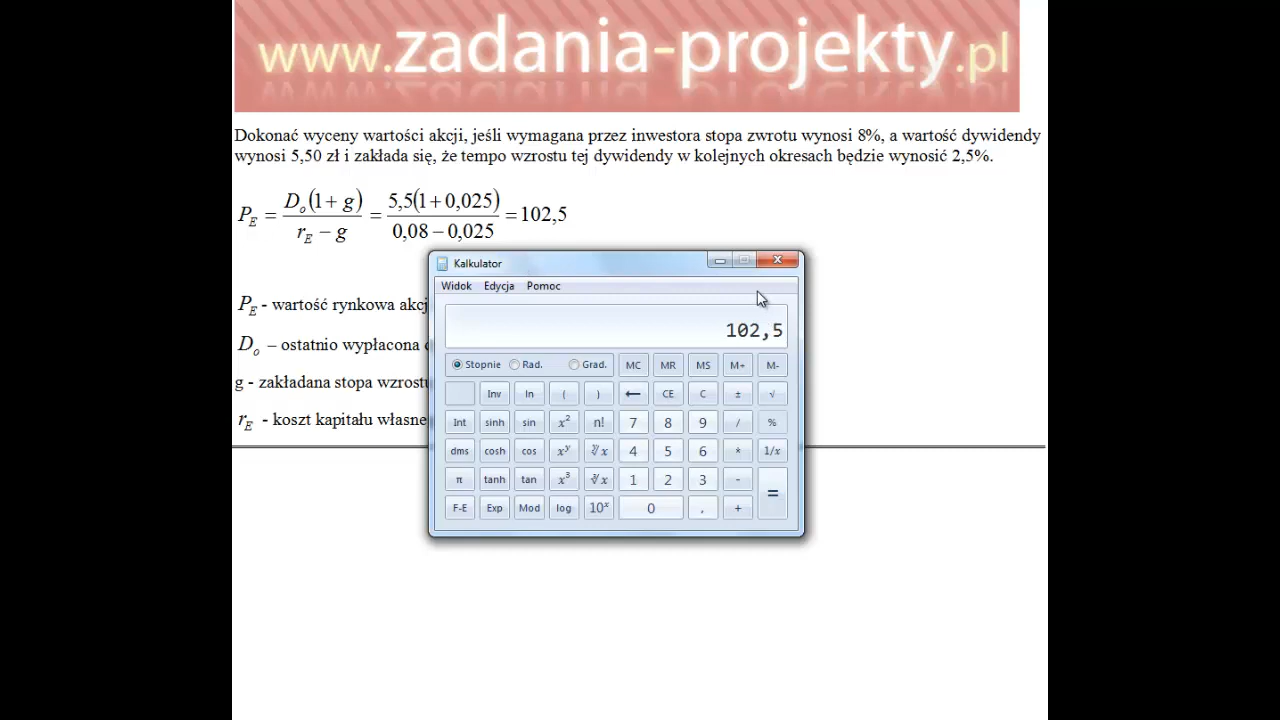 www.zadania-projekty.pl
Dokonać wyceny wartości akcji, jeśli wymagana przez inwestora stopa zwrotu wynosi 8%, a wartość dywidendy
wynosi 5,50 zł i zakłada się, że tempo wzrostu tej dywidendy w kolejnych okresach będzie wynosić 2,5%.
P_E = D_o(1 + g) / (r_E − g) = 5,5(1 + 0,025) / (0,08 − 0,025) = 102,5
P_E - wartość rynkowa akcj
D_o – ostatnio wypłacona
g - zakładana stopa wzrostu
r_E - koszt kapitału własne
Kalkulator
Widok Edycja Pomoc
102,5
Stopnie Rad. Grad. MC MR MS M+ M-
Inv ln ( ) ← CE C ± √
Int sinh sin x² n! 7 8 9 / %
dms cosh cos xʸ ʸ√x 4 5 6 * 1/x
π tanh tan x³ ³√x 1 2 3 - =
F-E Exp Mod log 10ˣ 0 , +